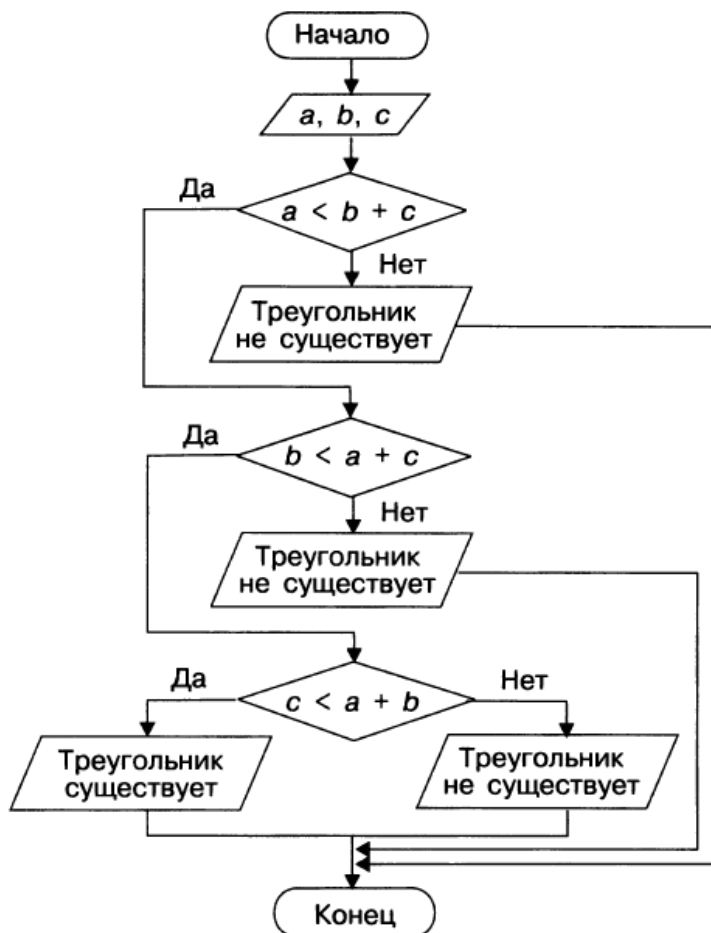 Начало
a, b, c
Да
a < b + c
Нет
Треугольник
не существует
Да
b < a + c
Нет
Треугольник
не существует
Да
c < a + b
Нет
Треугольник
существует
Треугольник
не существует
Конец